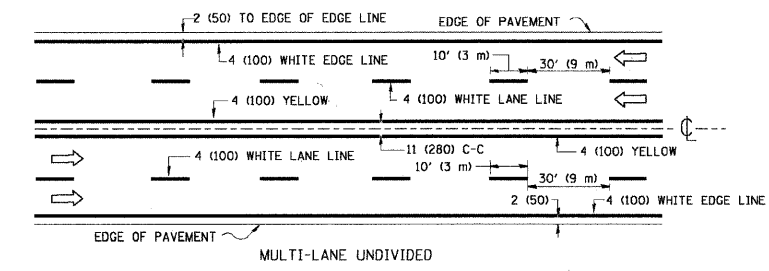 2 (50) TO EDGE OF EDGE LINE
EDGE OF PAVEMENT
4 (100) WHITE EDGE LINE
10' (3 m)
30' (9 m)
4 (100) YELLOW
4 (100) WHITE LANE LINE
℄
4 (100) WHITE LANE LINE
11 (280) C-C
4 (100) YELLOW
10' (3 m)
30' (9 m)
2 (50)
4 (100) WHITE EDGE LINE
EDGE OF PAVEMENT
MULTI-LANE UNDIVIDED